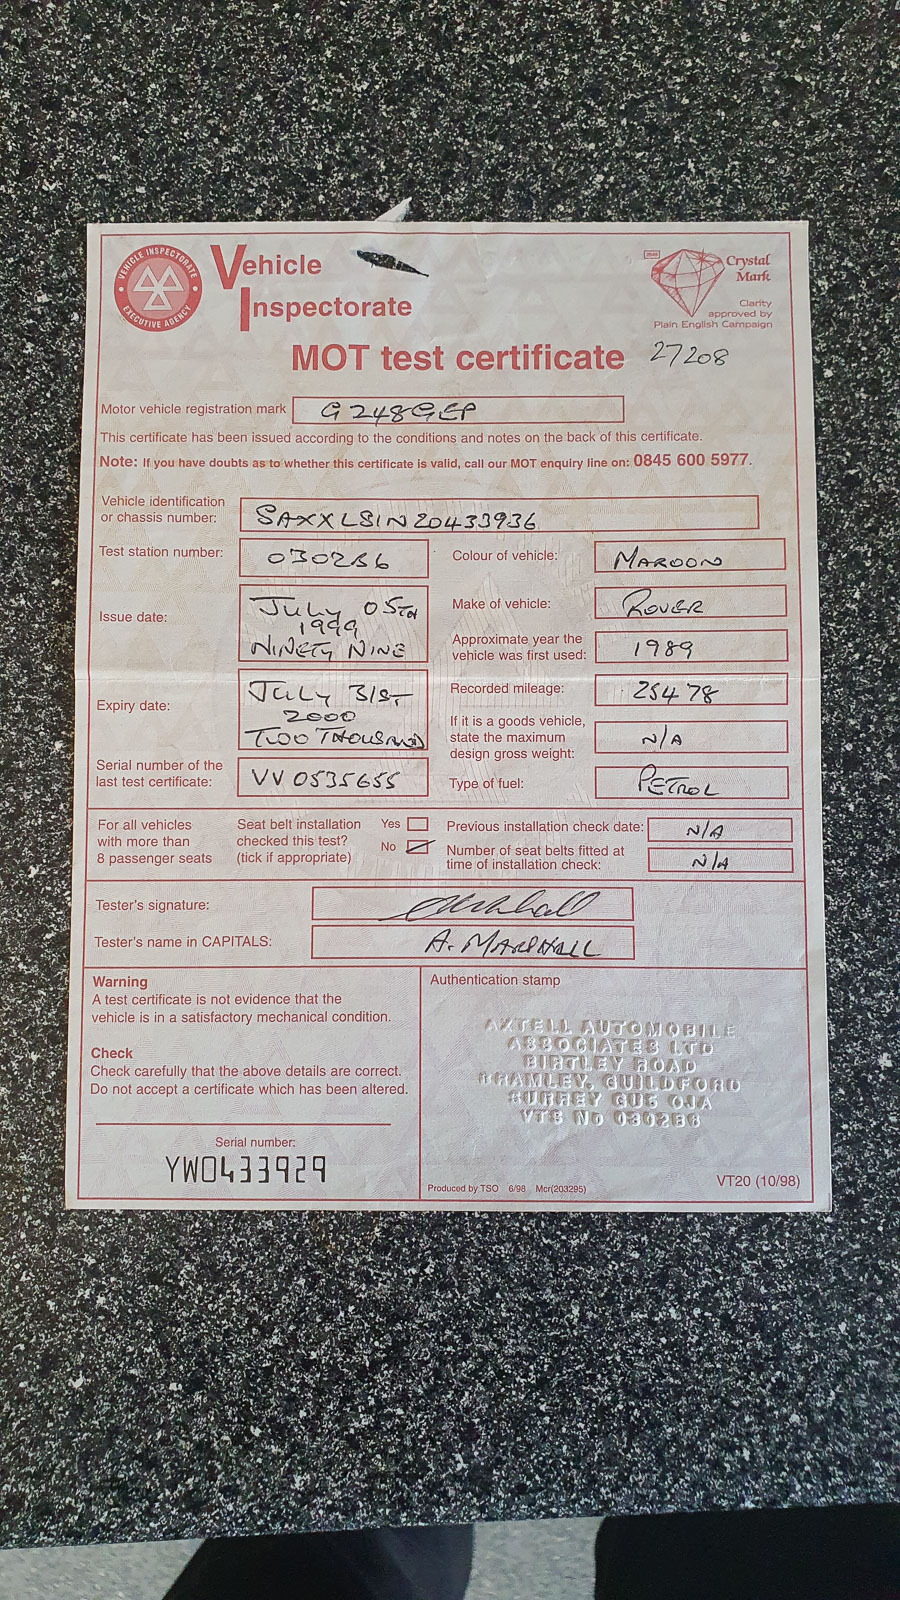 VEHICLE INSPECTORATE
EXECUTIVE AGENCY
Vehicle
Inspectorate
Crystal
Mark
Clarity
approved by
Plain English Campaign
MOT test certificate 27208
Motor vehicle registration mark G248GEP
This certificate has been issued according to the conditions and notes on the back of this certificate.
Note: If you have doubts as to whether this certificate is valid, call our MOT enquiry line on: 0845 600 5977.
Vehicle identification
or chassis number: SAXXLSIN20433936
Test station number: 030286
Colour of vehicle: MAROON
Issue date: JULY 05TH
1999
NINETY NINE
Make of vehicle: ROVER
Approximate year the
vehicle was first used: 1989
Expiry date: JULY 31ST
2000
TWO THOUSAND
Recorded mileage: 25478
If it is a goods vehicle,
state the maximum
design gross weight: N/A
Serial number of the
last test certificate: VV0535655
Type of fuel: PETROL
For all vehicles
with more than
8 passenger seats
Seat belt installation
checked this test?
(tick if appropriate)
Yes
No
Previous installation check date: N/A
Number of seat belts fitted at
time of installation check: N/A
Tester's signature:
Tester's name in CAPITALS: A. MARSHALL
Warning
A test certificate is not evidence that the
vehicle is in a satisfactory mechanical condition.
Check
Check carefully that the above details are correct.
Do not accept a certificate which has been altered.
Serial number:
YW0433929
Authentication stamp
AXTELL AUTOMOBILE
ASSOCIATES LTD
BIRTLEY ROAD
BRAMLEY, GUILDFORD
SURREY GU5 0JA
VTS No 030286
Produced by TSO 6/98 Mcr(203295)
VT20 (10/98)